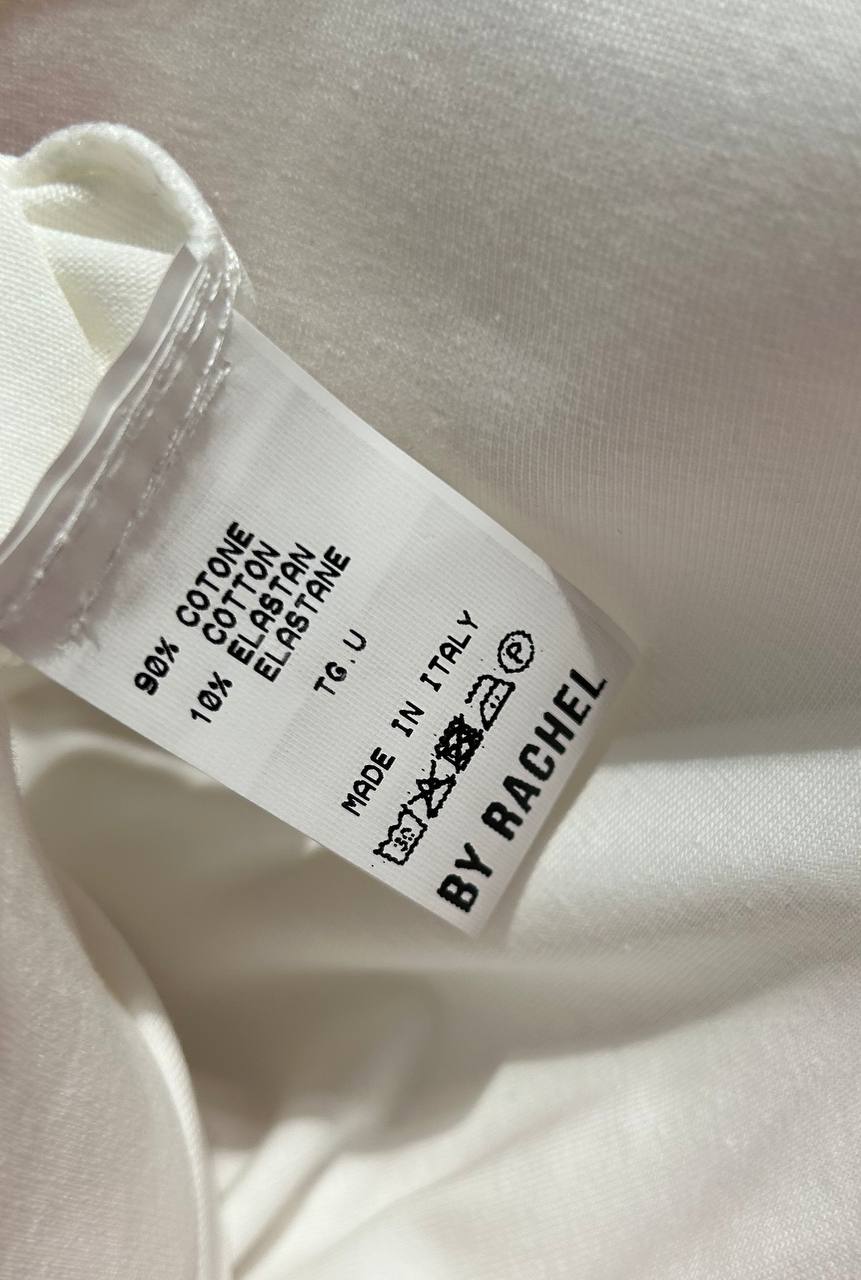 90% COTONE
COTTON
10% ELASTAN
ELASTANE
TG.U
MADE IN ITALY
30 P
BY RACHEL